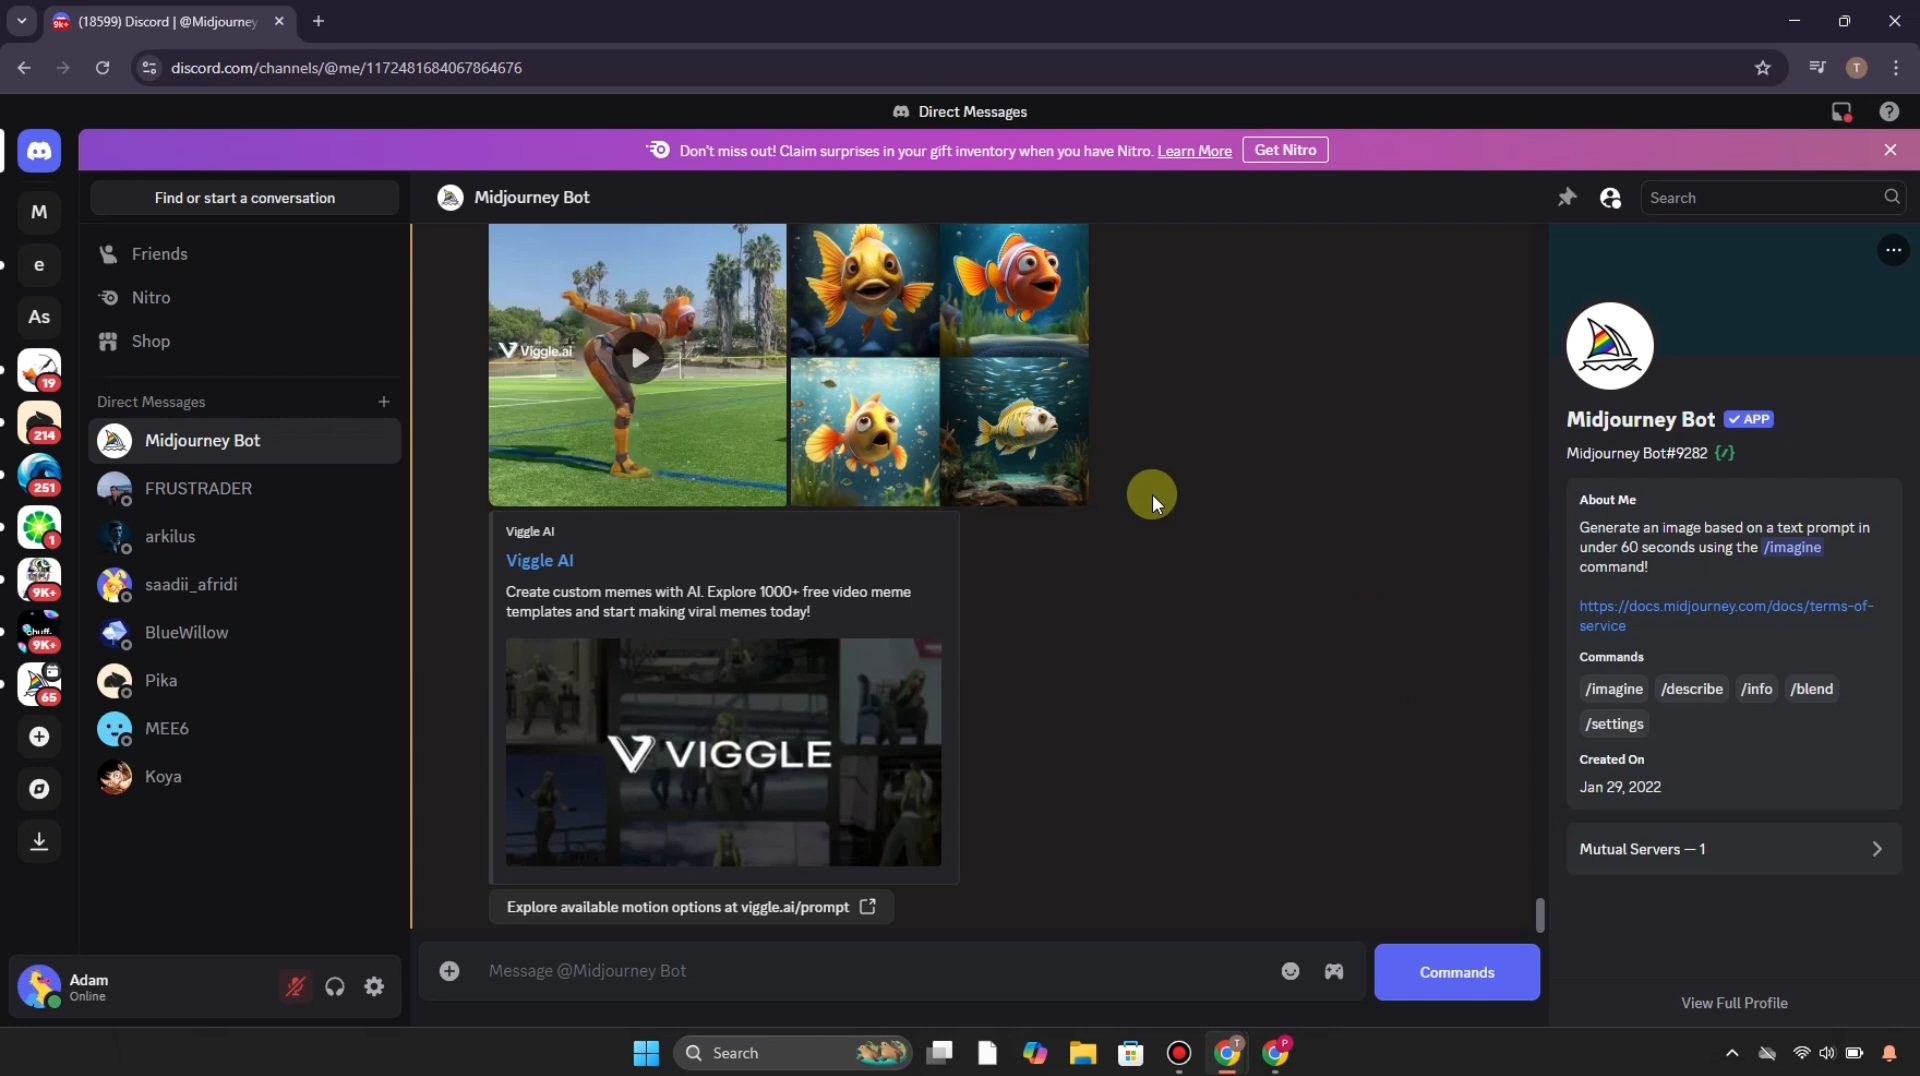 (18599) Discord | @Midjourney
discord.com/channels/@me/1172481684067864676
T
Direct Messages
Don't miss out! Claim surprises in your gift inventory when you have Nitro. Learn More
Get Nitro
Find or start a conversation
Midjourney Bot
Search
M
e
As
19
214
251
1
9K+
9K+
65
Friends
Nitro
Shop
Direct Messages
Midjourney Bot
FRUSTRADER
arkilus
saadii_afridi
BlueWillow
Pika
MEE6
Koya
Adam
Online
Viggle.ai
Viggle AI
Viggle AI
Create custom memes with AI. Explore 1000+ free video meme
templates and start making viral memes today!
VIGGLE
Explore available motion options at viggle.ai/prompt
Message @Midjourney Bot
Commands
Midjourney Bot
APP
Midjourney Bot#9282
About Me
Generate an image based on a text prompt in
under 60 seconds using the /imagine
command!
https://docs.midjourney.com/docs/terms-of-
service
Commands
/imagine /describe /info /blend
/settings
Created On
Jan 29, 2022
Mutual Servers — 1
View Full Profile
Search
T
P